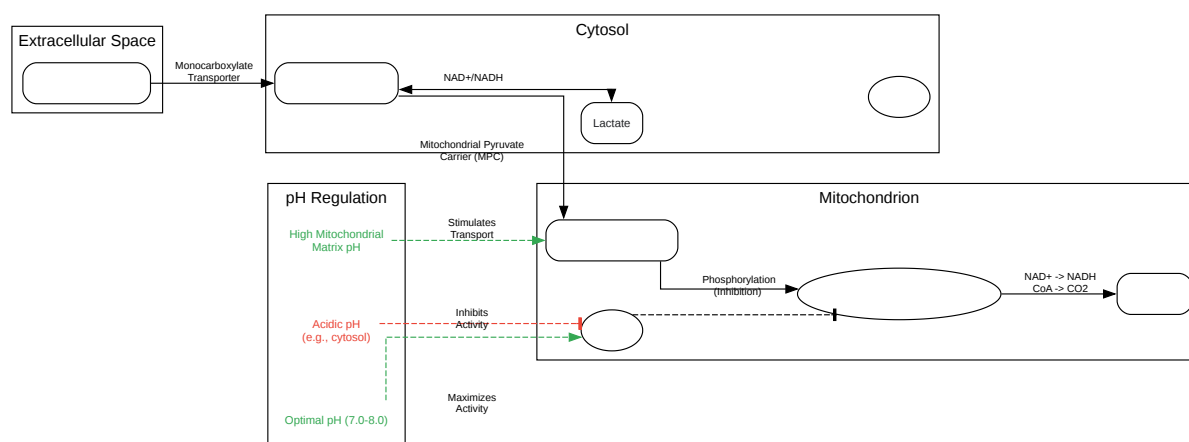 Extracellular Space
Cytosol
Monocarboxylate
Transporter
NAD+/NADH
Lactate
Mitochondrial Pyruvate
Carrier (MPC)
pH Regulation
Mitochondrion
High Mitochondrial
Matrix pH
Stimulates
Transport
Phosphorylation
(Inhibition)
NAD+ -> NADH
CoA -> CO2
Acidic pH
(e.g., cytosol)
Inhibits
Activity
Optimal pH (7.0-8.0)
Maximizes
Activity